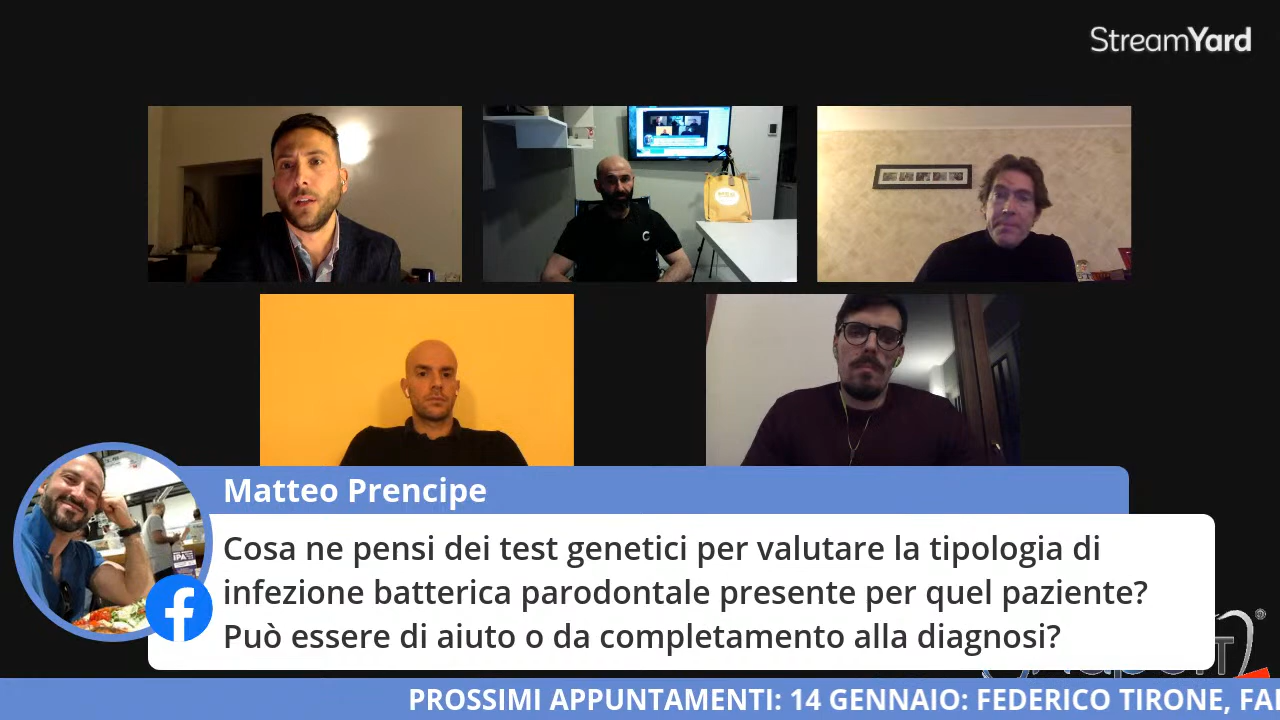 StreamYard
Matteo Prencipe
Cosa ne pensi dei test genetici per valutare la tipologia di
infezione batterica parodontale presente per quel paziente?
Può essere di aiuto o da completamento alla diagnosi?
PROSSIMI APPUNTAMENTI: 14 GENNAIO: FEDERICO TIRONE, FA